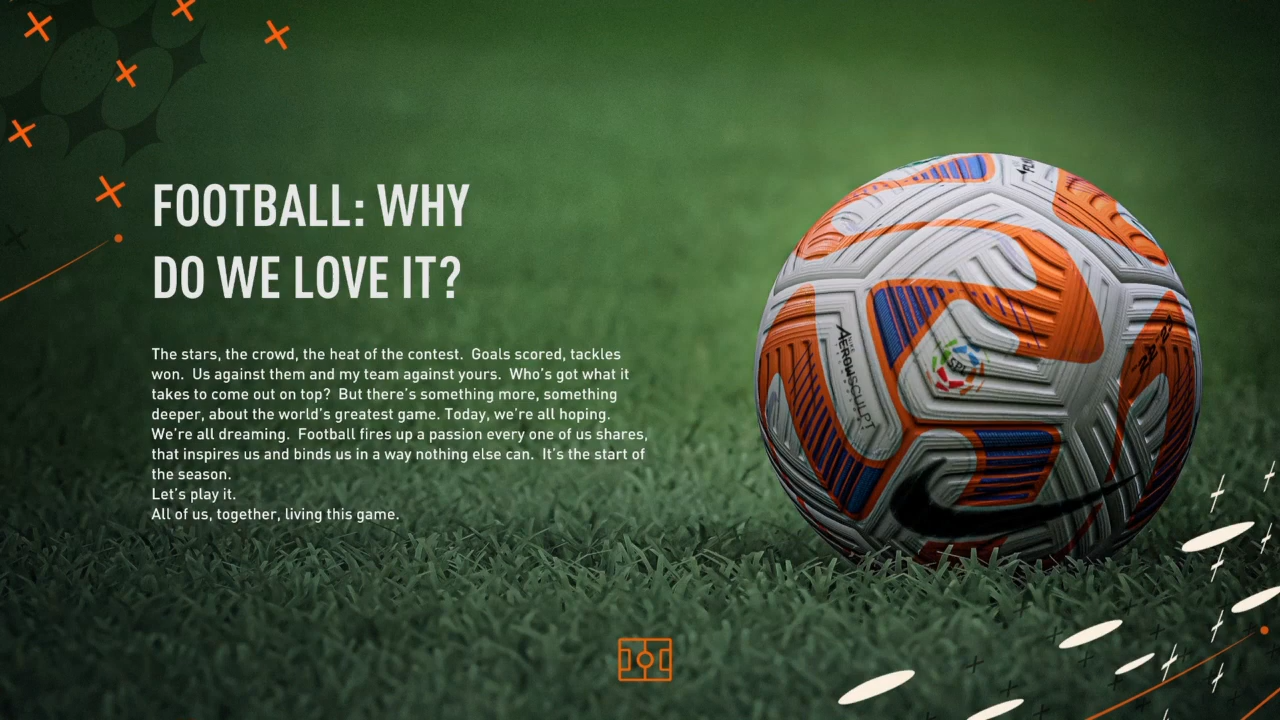 FOOTBALL: WHY
DO WE LOVE IT?
The stars, the crowd, the heat of the contest.  Goals scored, tackles
won.  Us against them and my team against yours.  Who's got what it
takes to come out on top?  But there's something more, something
deeper, about the world's greatest game. Today, we're all hoping.
We're all dreaming.  Football fires up a passion every one of us shares,
that inspires us and binds us in a way nothing else can.  It's the start of
the season.
Let's play it.
All of us, together, living this game.
NIKE
AEROWSCULPT
SPL